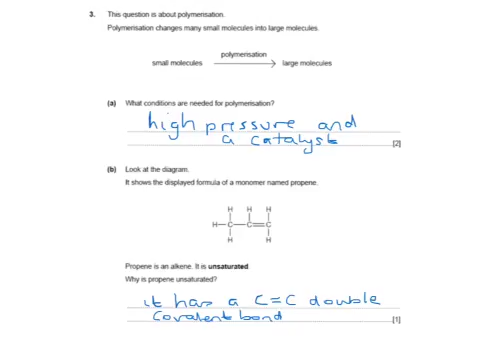 3. This question is about polymerisation.
Polymerisation changes many small molecules into large molecules.
polymerisation
small molecules ⟶ large molecules
(a) What conditions are needed for polymerisation?
high pressure and
a catalyst
[2]
(b) Look at the diagram.
It shows the displayed formula of a monomer named propene.
H H H
H–C–C=C
H H
Propene is an alkene. It is unsaturated
Why is propene unsaturated?
it has a C=C double
covalent bond
[1]